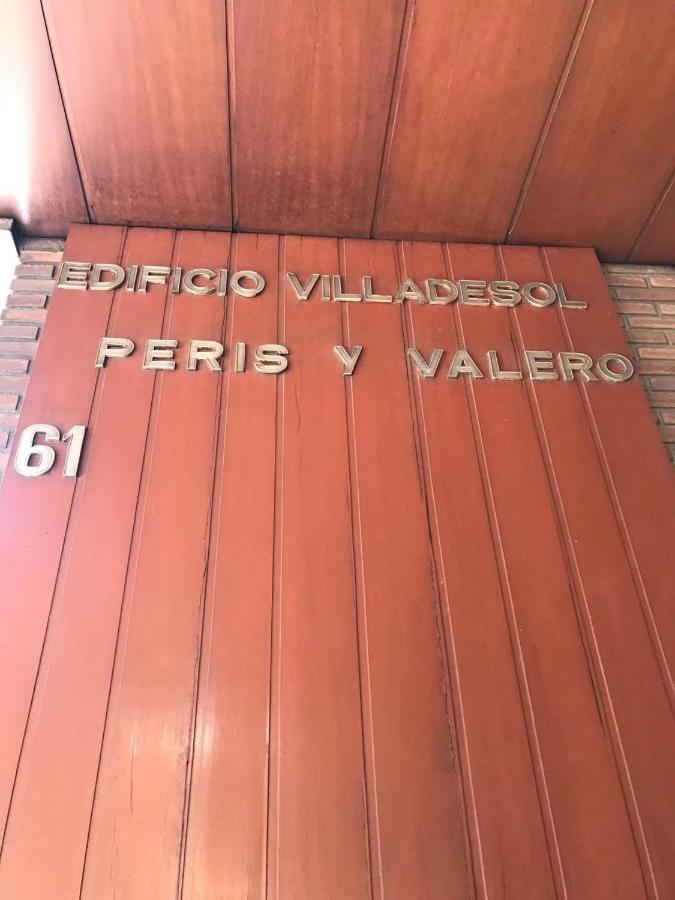 EDIFICIO VILLADESOL
PERIS Y VALERO
61